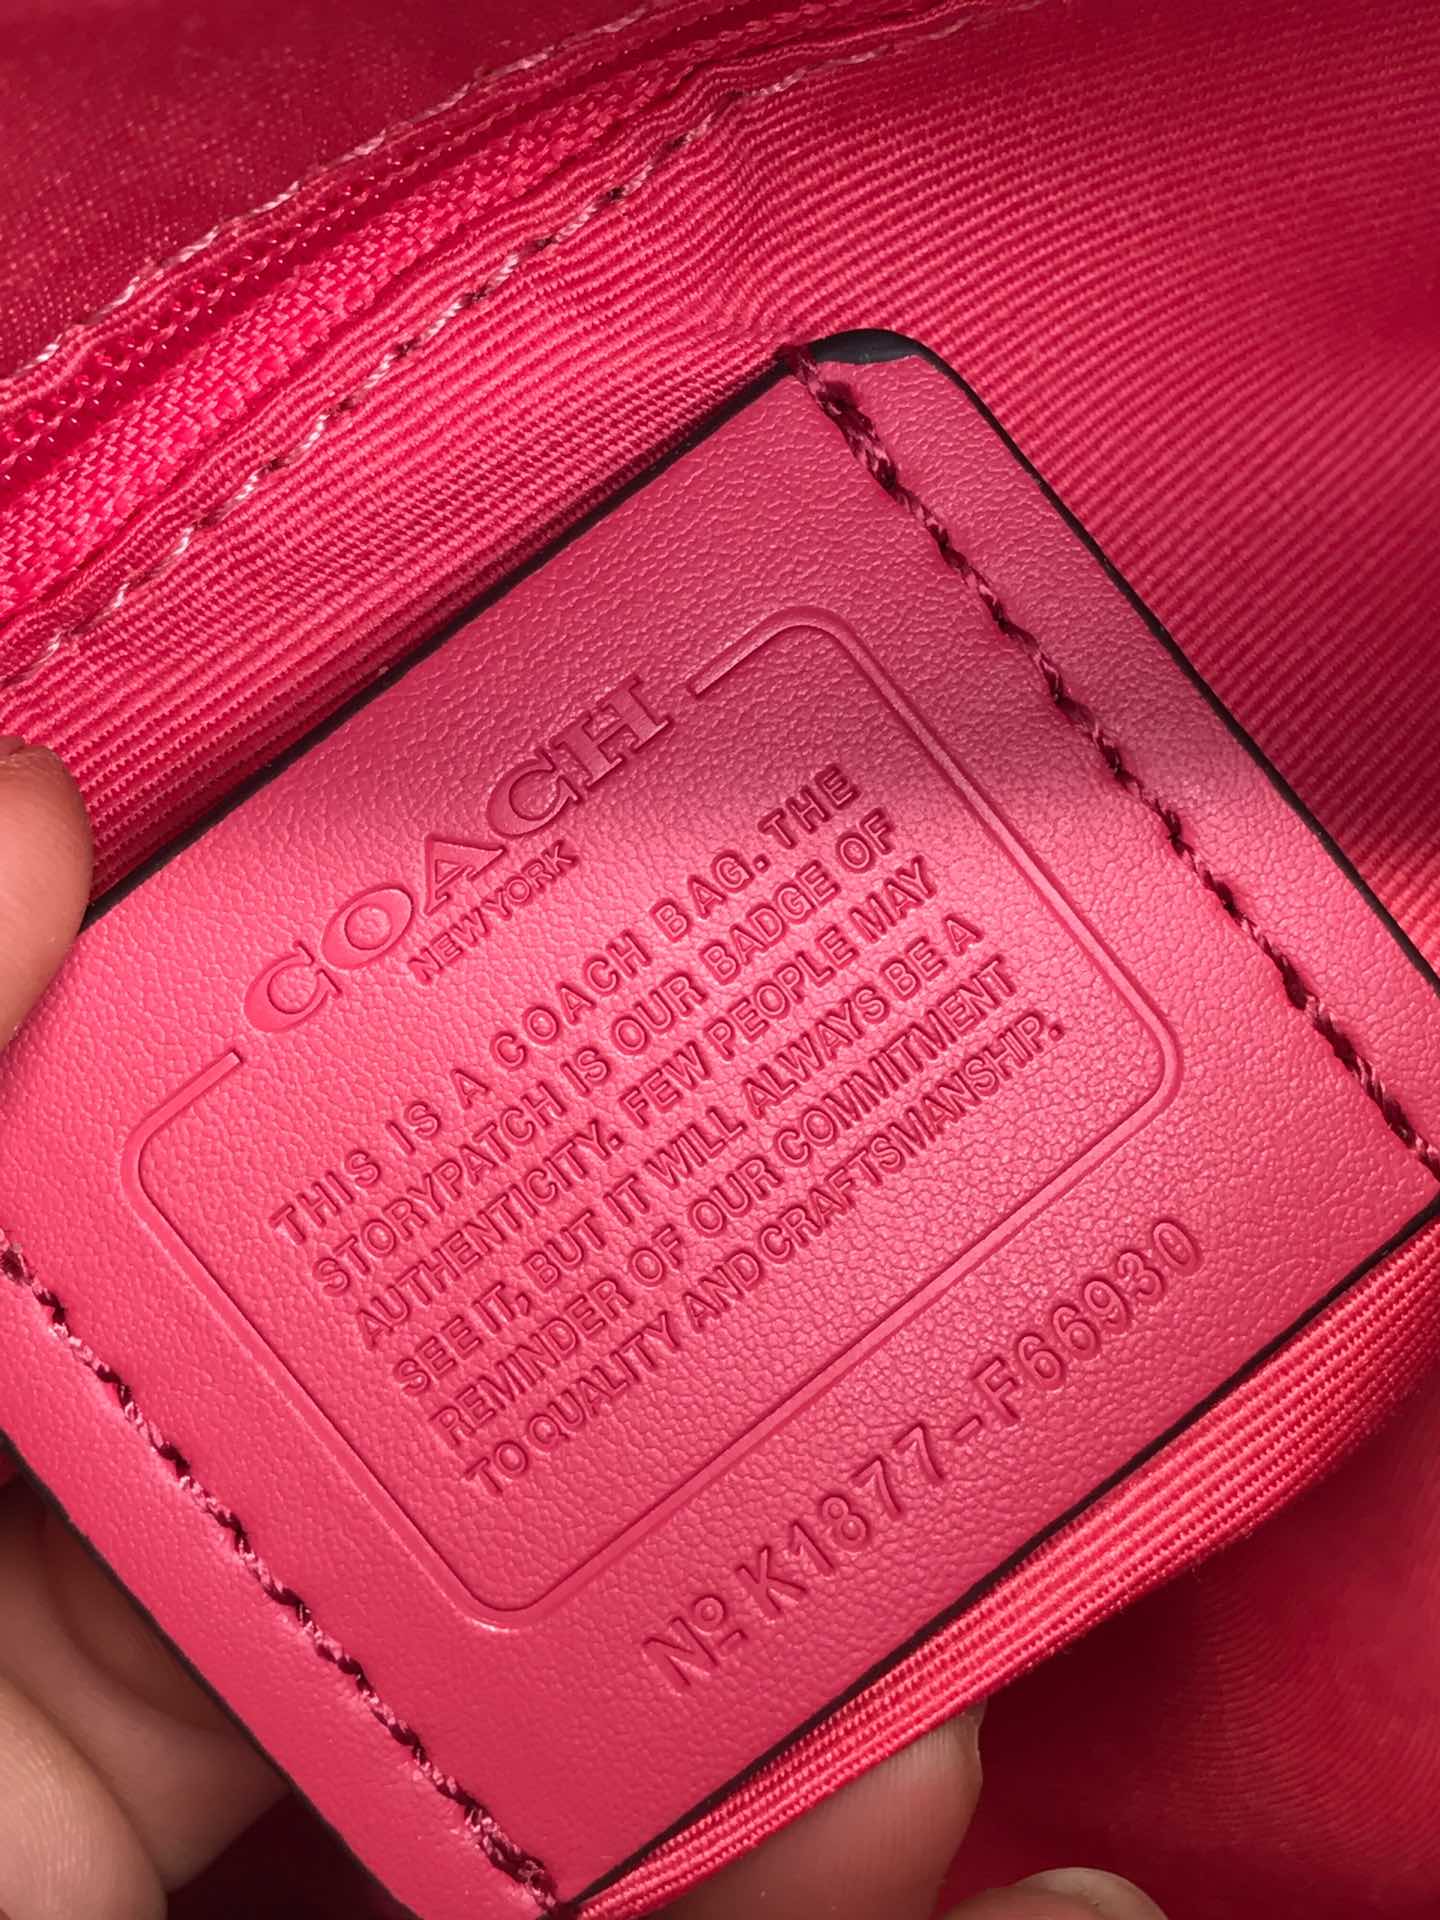 COACH
NEW YORK
THIS IS A COACH BAG. THE
STORYPATCH IS OUR BADGE OF
AUTHENTICITY. FEW PEOPLE MAY
SEE IT, BUT IT WILL ALWAYS BE A
REMINDER OF OUR COMMITMENT
TO QUALITY AND CRAFTSMANSHIP.
Nº K1877-F66930